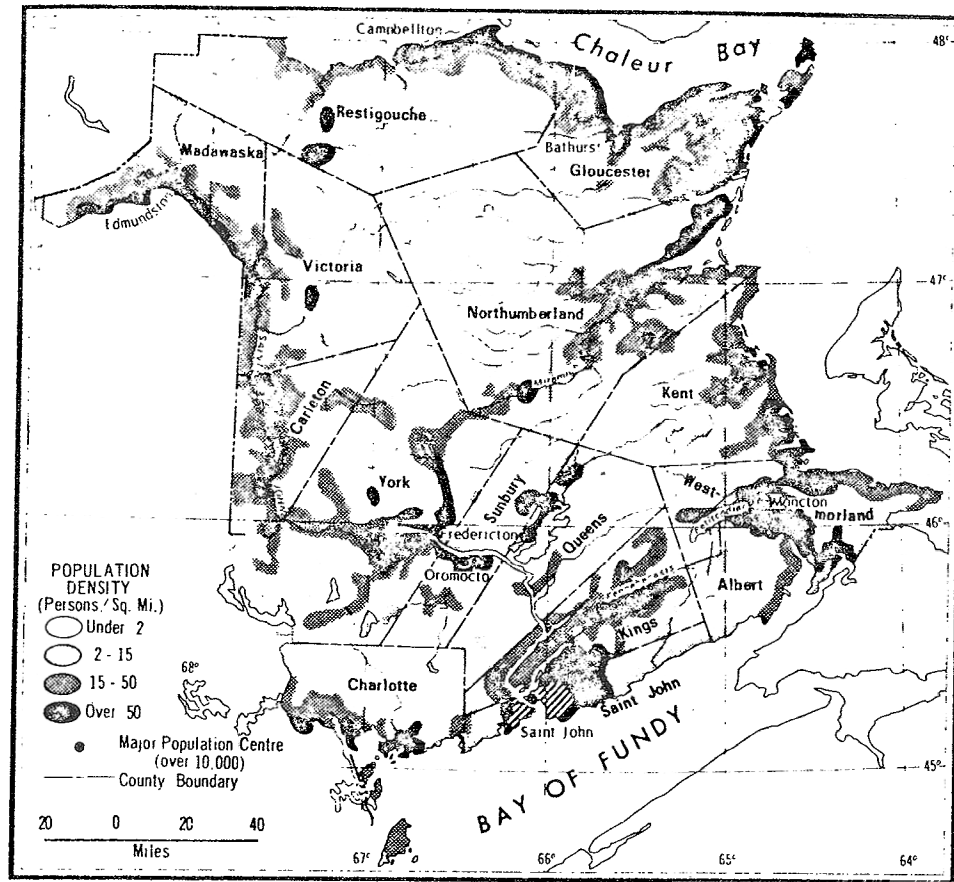 Campbellton
Chaleur Bay
48°
Restigouche
Madawaska
Bathurs'
Gloucester
Edmundston
Victoria
47°
Northumberland
Miramichi
Carleton
Kent
York
Sunbury
West-
Moncton
morland
46°
Fredericton
Queens
Oromocto
Albert
Kings
POPULATION
DENSITY
(Persons/Sq. Mi.)
Under 2
2 - 15
15 - 50
Over 50
Major Population Centre
(over 10,000)
County Boundary
68°
Charlotte
Saint John
Saint John
BAY OF FUNDY
45°
20 0 40
Miles
67°
66°
65°
64°